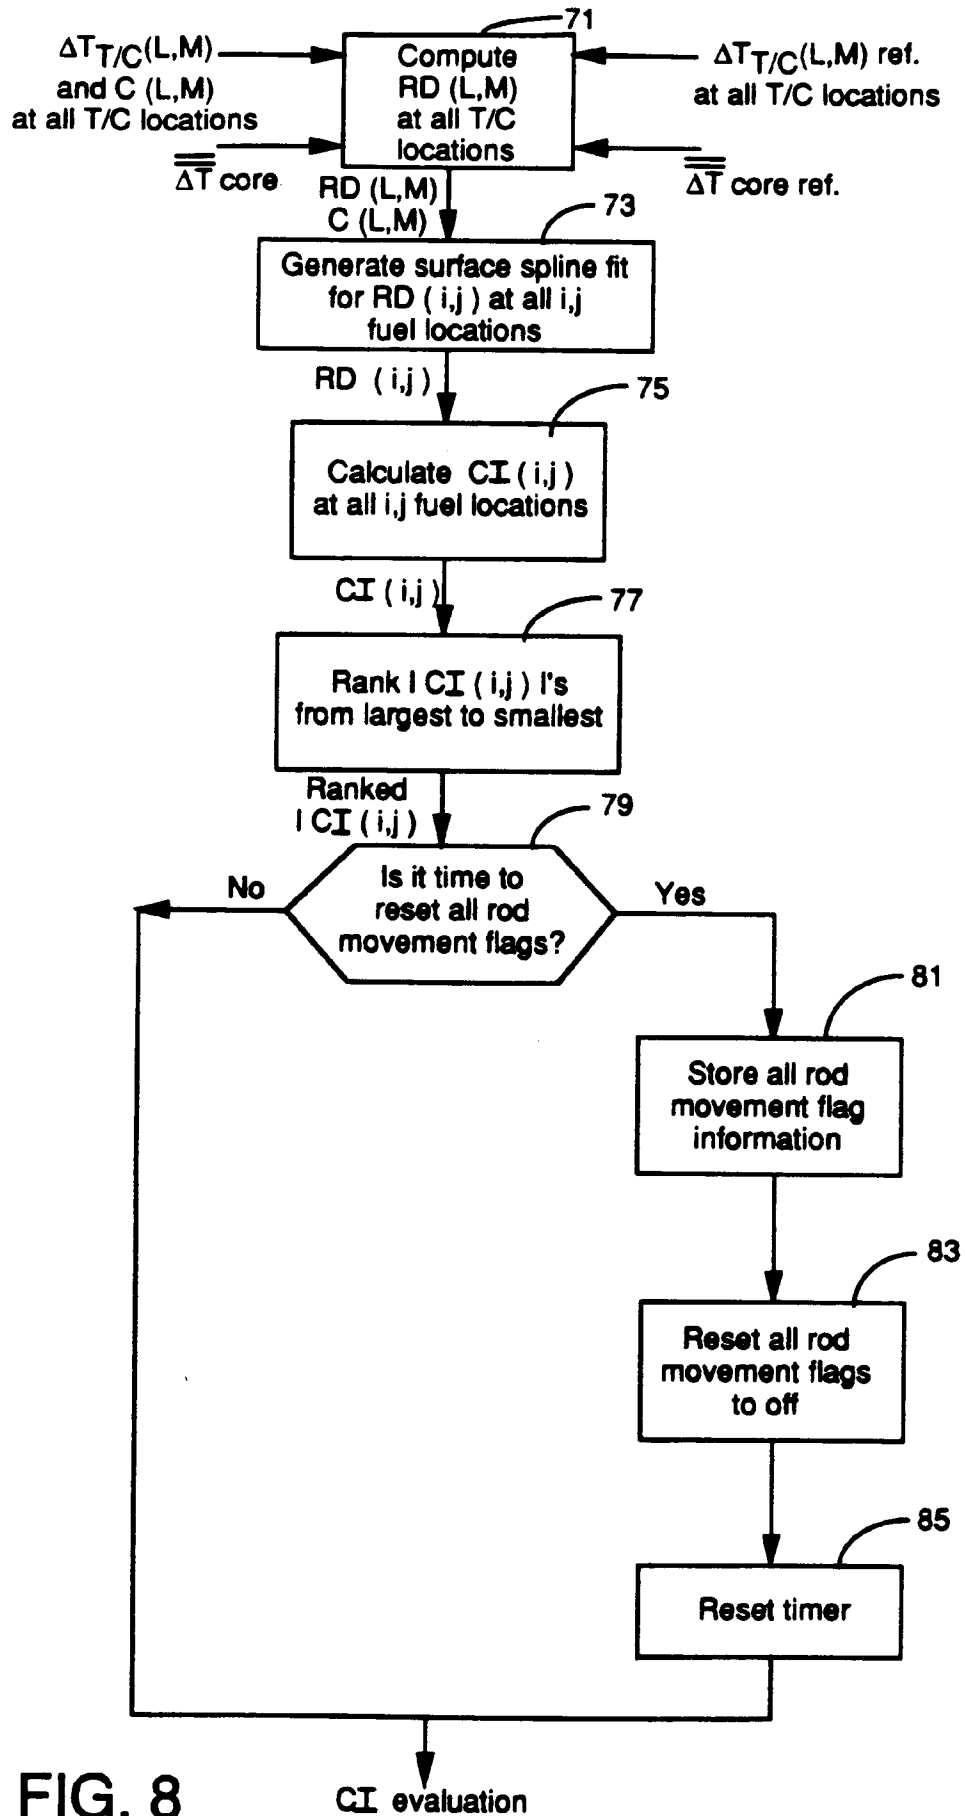 71
ΔT T/C(L,M)
and C (L,M)
at all T/C locations
ΔT core
Compute
RD (L,M)
at all T/C
locations
ΔT T/C(L,M) ref.
at all T/C locations
ΔT core ref.
RD (L,M)
C (L,M)
73
Generate surface spline fit
for RD (i,j) at all i,j
fuel locations
RD (i,j)
75
Calculate CI (i,j)
at all i,j fuel locations
CI (i,j)
77
Rank | CI (i,j) |'s
from largest to smallest
Ranked
| CI (i,j)
79
Is it time to
reset all rod
movement flags?
No
Yes
81
Store all rod
movement flag
information
83
Reset all rod
movement flags
to off
85
Reset timer
FIG. 8
CI evaluation